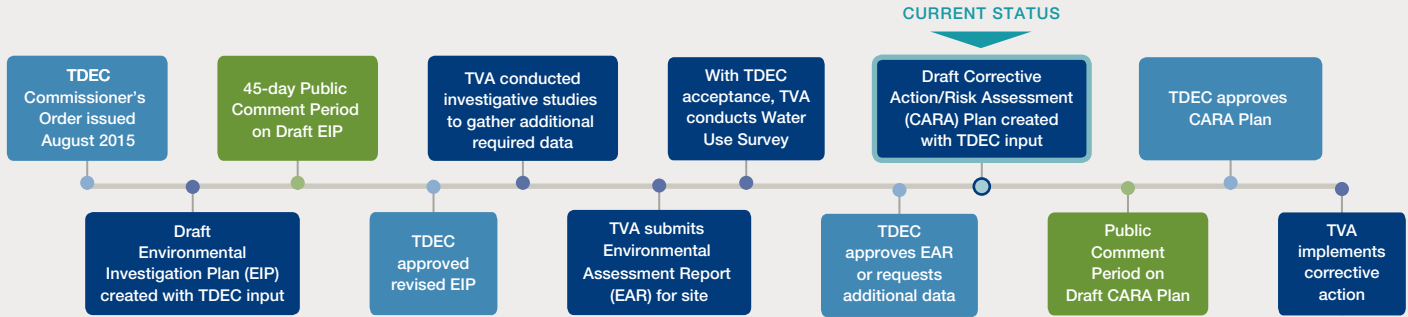 CURRENT STATUS
TDEC
Commissioner's
Order issued
August 2015
Draft
Environmental
Investigation Plan (EIP)
created with TDEC input
45-day Public
Comment Period
on Draft EIP
TDEC
approved
revised EIP
TVA conducted
investigative studies
to gather additional
required data
TVA submits
Environmental
Assessment Report
(EAR) for site
With TDEC
acceptance, TVA
conducts Water
Use Survey
TDEC
approves EAR
or requests
additional data
Draft Corrective
Action/Risk Assessment
(CARA) Plan created
with TDEC input
Public
Comment
Period on
Draft CARA Plan
TDEC approves
CARA Plan
TVA
implements
corrective
action